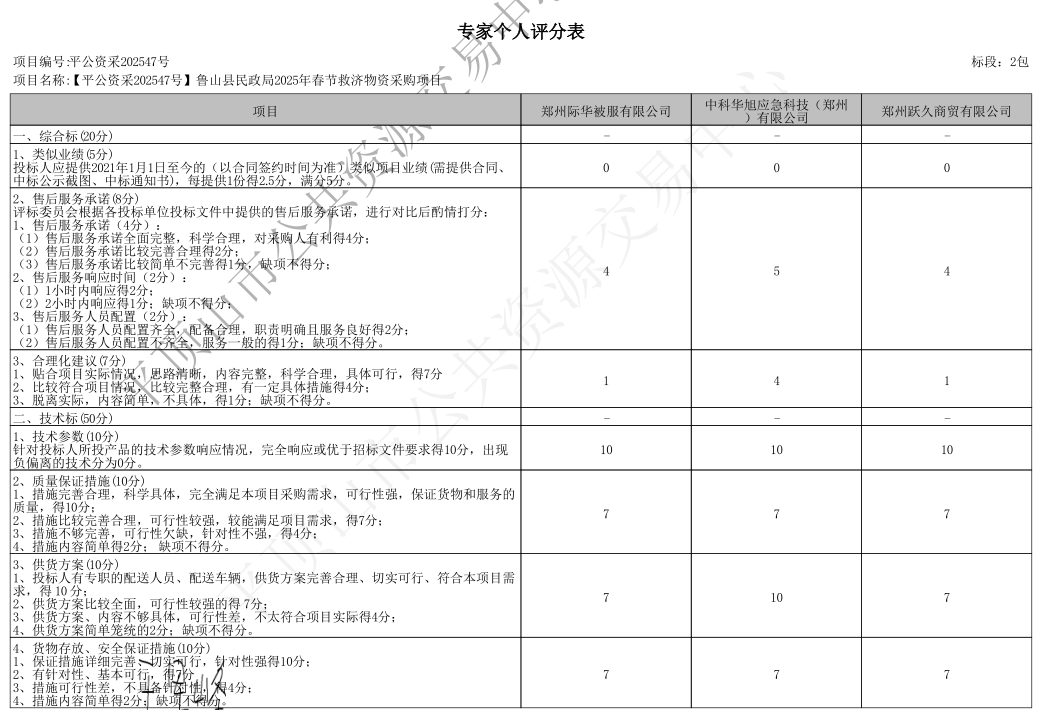 专家个人评分表
项目编号:平公资采202547号
标段: 2包
项目名称:【平公资采202547号】鲁山县民政局2025年春节救济物资采购项目
项目 郑州际华被服有限公司 中科华旭应急科技（郑州）有限公司 郑州跃久商贸有限公司
一、综合标(20分) - - -
1、类似业绩(5分)
投标人应提供2021年1月1日至今的（以合同签约时间为准）类似项目业绩(需提供合同、
中标公示截图、中标通知书)，每提供1份得2.5分，满分5分。
0 0 0
2、售后服务承诺(8分)
评标委员会根据各投标单位投标文件中提供的售后服务承诺，进行对比后酌情打分；
1、售后服务承诺（4分）：
（1）售后服务承诺全面完整，科学合理，对采购人有利得4分；
（2）售后服务承诺比较完善合理得2分；
（3）售后服务承诺比较简单不完善得1分，缺项不得分；
2、售后服务响应时间（2分）：
（1）1小时内响应得2分；
（2）2小时内响应得1分；缺项不得分；
3、售后服务人员配置（2分）：
（1）售后服务人员配置齐全，配备合理，职责明确且服务良好得2分；
（2）售后服务人员配置不齐全，服务一般的得1分；缺项不得分。
4 5 4
3、合理化建议(7分)
1、贴合项目实际情况，思路清晰，内容完整，科学合理，具体可行，得7分
2、比较符合项目情况，比较完整合理，有一定具体措施得4分；
3、脱离实际，内容简单，不具体，得1分；缺项不得分。
1 4 1
二、技术标(50分) - - -
1、技术参数(10分)
针对投标人所投产品的技术参数响应情况，完全响应或优于招标文件要求得10分，出现
负偏离的技术分为0分。
10 10 10
2、质量保证措施(10分)
1、措施完善合理，科学具体，完全满足本项目采购需求，可行性强，保证货物和服务的
质量，得10分；
2、措施比较完善合理，可行性较强，较能满足项目需求，得7分；
3、措施不够完善，可行性欠缺，针对性不强，得4分；
4、措施内容简单得2分； 缺项不得分。
7 7 7
3、供货方案(10分)
1、投标人有专职的配送人员、配送车辆，供货方案完善合理、切实可行、符合本项目需
求，得 10 分；
2、供货方案比较全面，可行性较强的得 7分；
3、供货方案、内容不够具体，可行性差，不太符合项目实际得4分；
4、供货方案简单笼统的2分；缺项不得分。
7 10 7
4、货物存放、安全保证措施(10分)
1、保证措施详细完善、切实可行，针对性强得10分；
2、有针对性、基本可行，得7分
3、措施可行性差，不具备针对性，得4分；
4、措施内容简单得2分；缺项不得分。
7 7 7
平顶山市公共资源交易中心
平顶山市公共资源交易中心